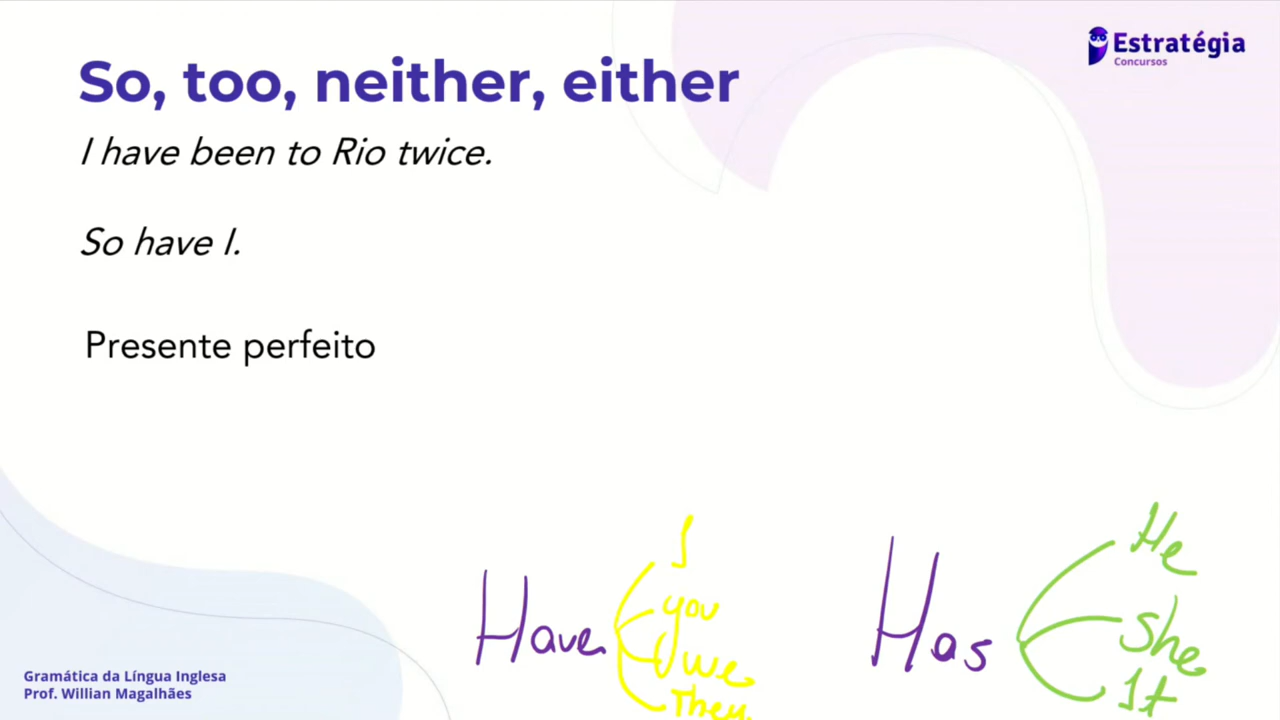 So, too, neither, either
Estratégia
Concursos
I have been to Rio twice.
So have I.
Presente perfeito
Have
I
you
we
They
Has
He
she
It
Gramática da Língua Inglesa
Prof. Willian Magalhães